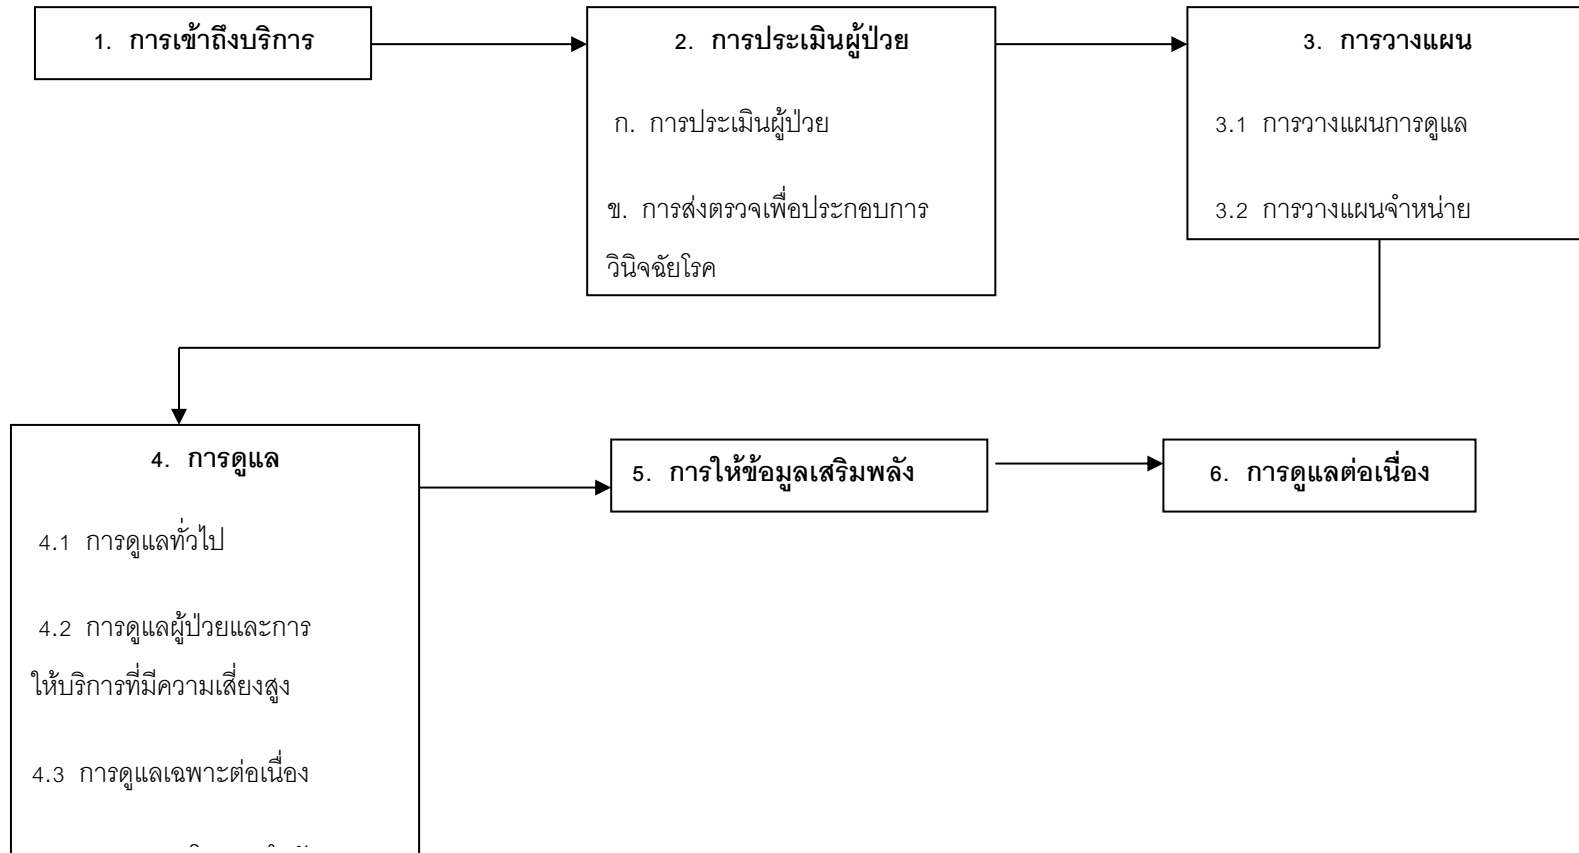 1. การเข้าถึงบริการ
2. การประเมินผู้ป่วย
ก. การประเมินผู้ป่วย
ข. การส่งตรวจเพื่อประกอบการ
วินิจฉัยโรค
3. การวางแผน
3.1 การวางแผนการดูแล
3.2 การวางแผนจำหน่าย
4. การดูแล
4.1 การดูแลทั่วไป
4.2 การดูแลผู้ป่วยและการ
ให้บริการที่มีความเสี่ยงสูง
4.3 การดูแลเฉพาะต่อเนื่อง
5. การให้ข้อมูลเสริมพลัง
6. การดูแลต่อเนื่อง